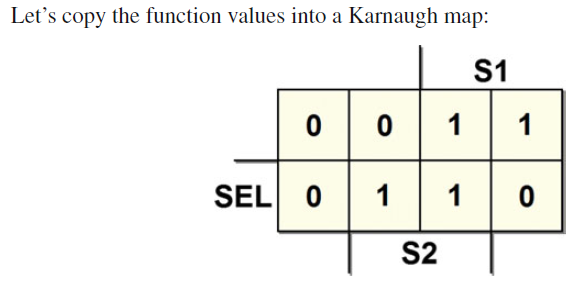 Let’s copy the function values into a Karnaugh map:
S1
0 0 1 1
SEL 0 1 1 0
S2